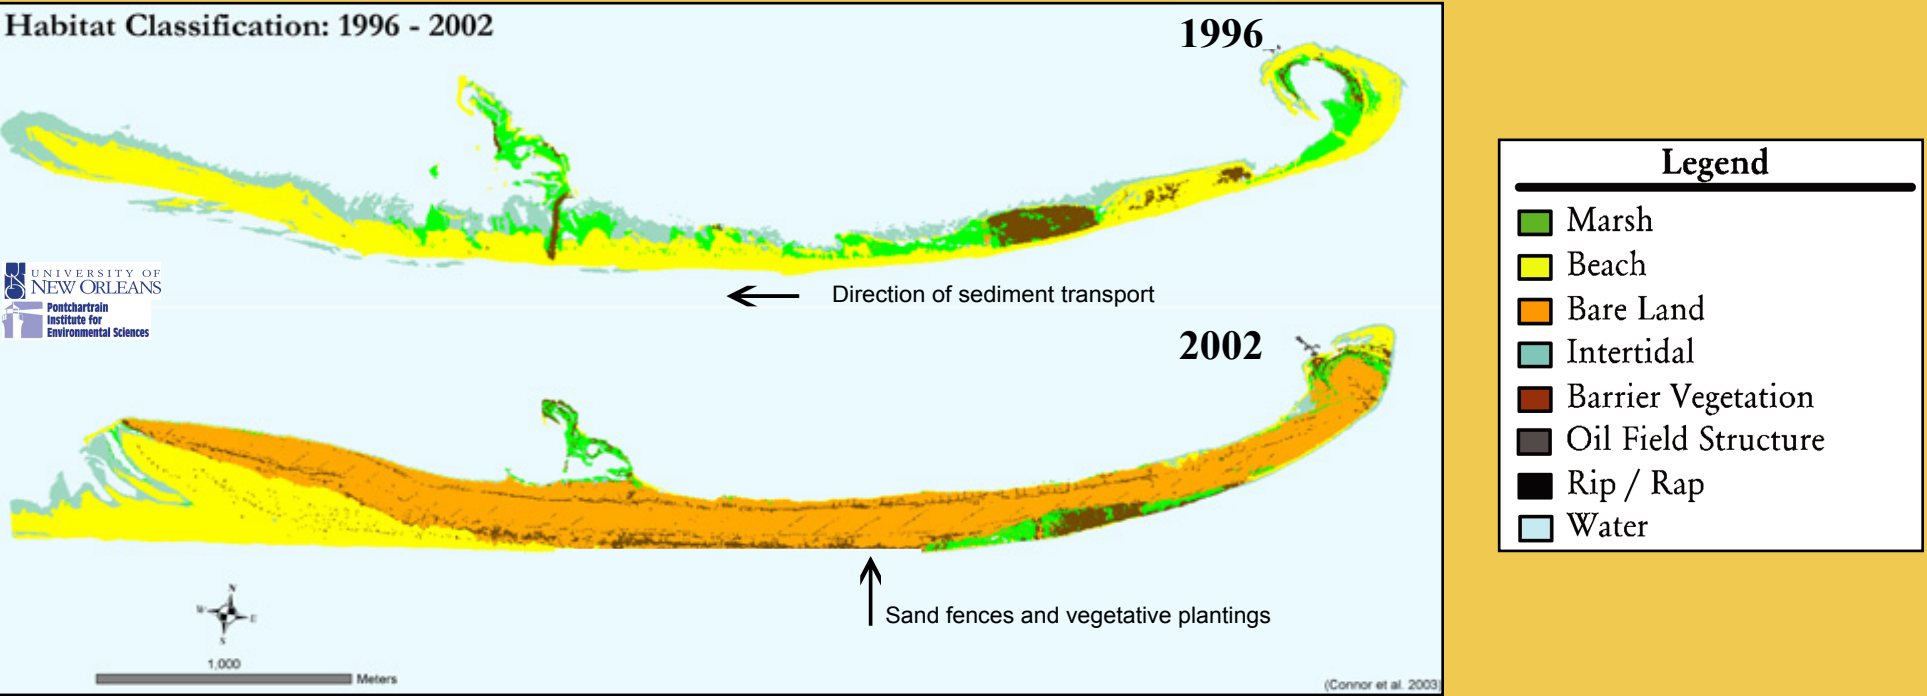 Habitat Classification: 1996 - 2002
1996
UNIVERSITY OF
NEW ORLEANS
Pontchartrain
Institute for
Environmental Sciences
Direction of sediment transport
2002
Sand fences and vegetative plantings
N
W
E
S
1,000
Meters
(Connor et al. 2003)
Legend
Marsh
Beach
Bare Land
Intertidal
Barrier Vegetation
Oil Field Structure
Rip / Rap
Water